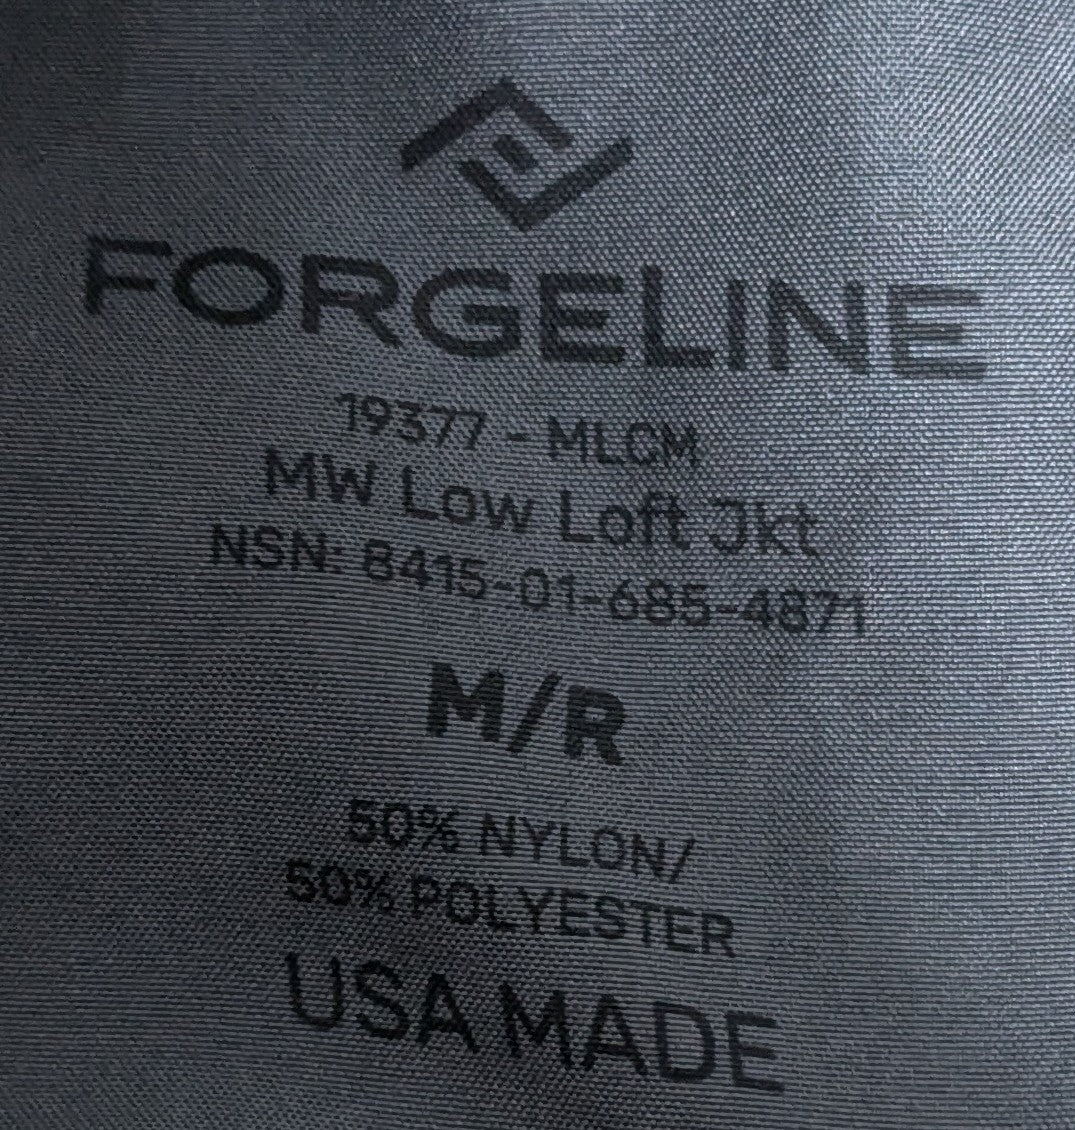 FORGELINE
19377 - MLCM
MW Low Loft Jkt
NSN: 8415-01-685-4871
M/R
50% NYLON/
50% POLYESTER
USA MADE